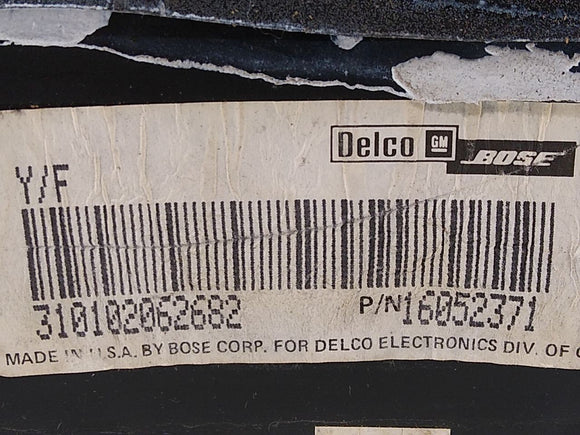 Delco GM BOSE
Y/F
310102062682 P/N16052371
MADE IN U.S.A. BY BOSE CORP. FOR DELCO ELECTRONICS DIV. OF